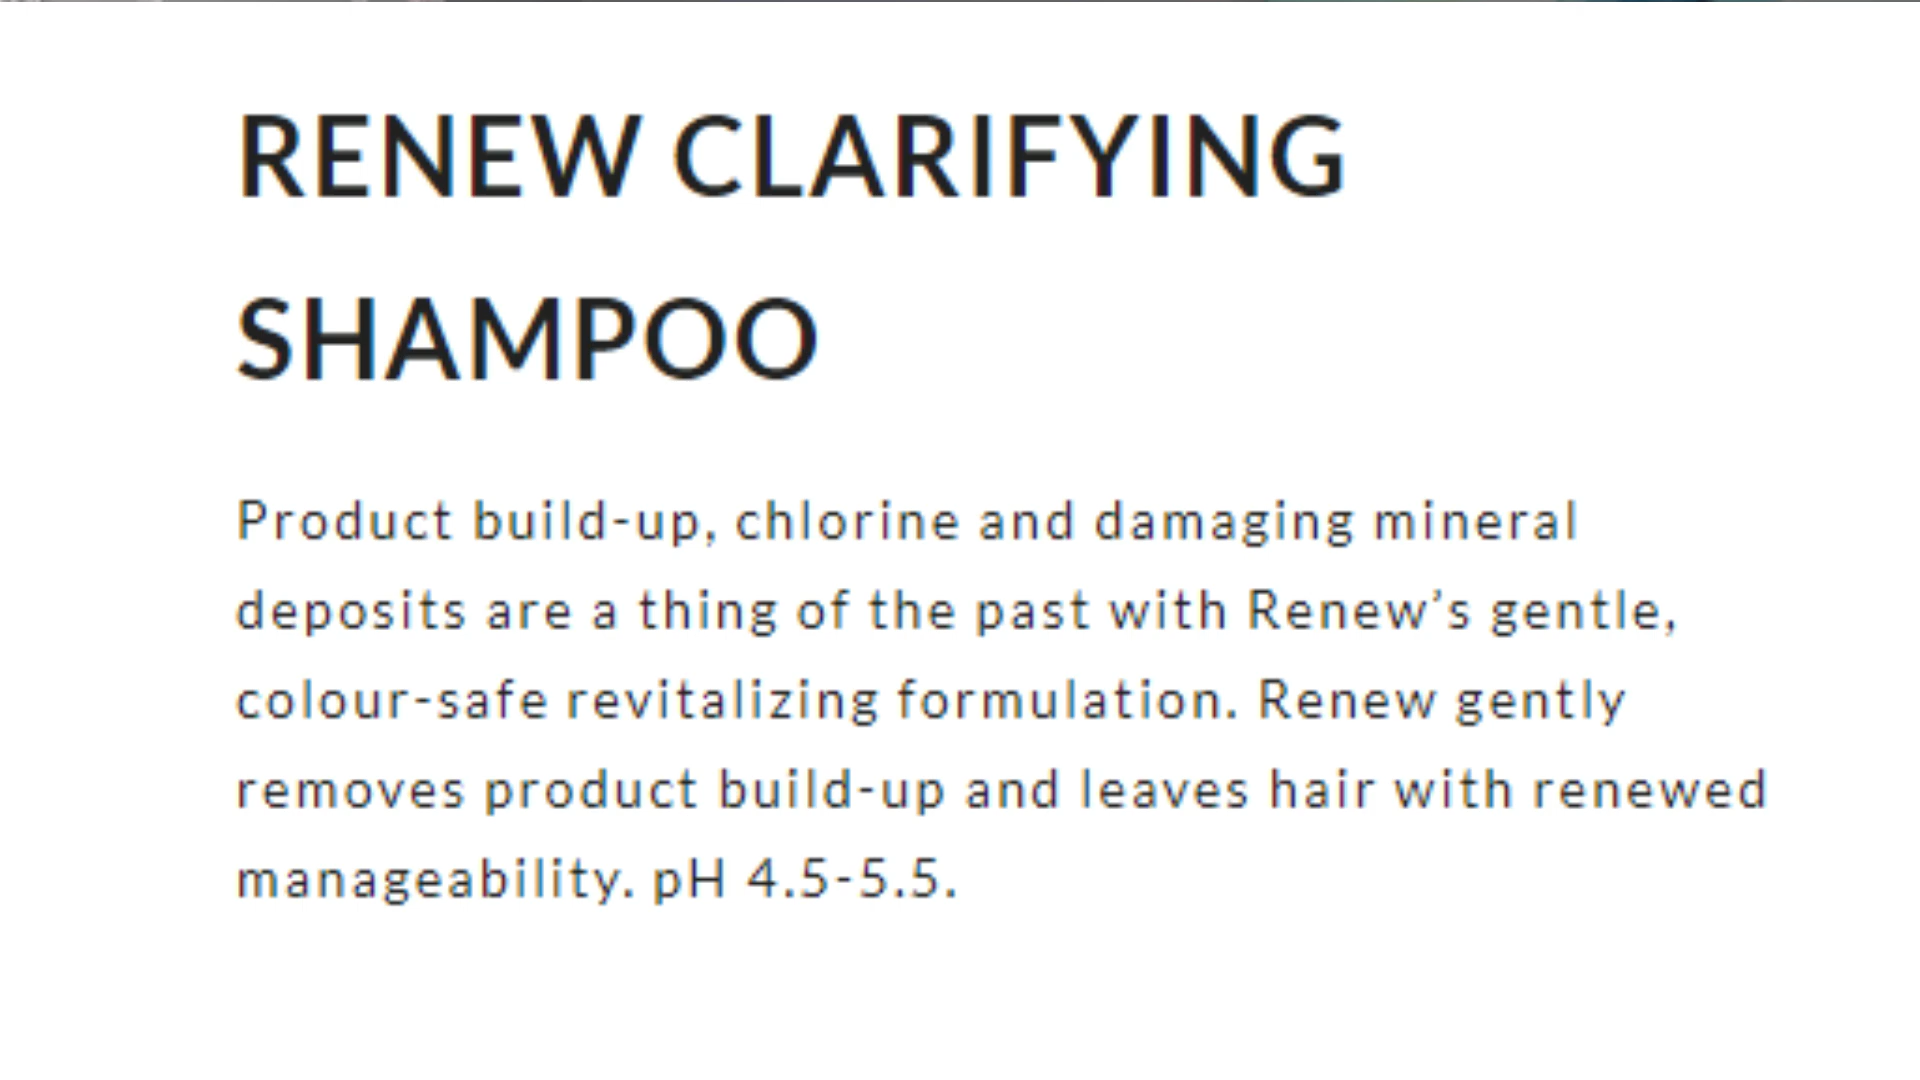 RENEW CLARIFYING
SHAMPOO
Product build-up, chlorine and damaging mineral
deposits are a thing of the past with Renew’s gentle,
colour-safe revitalizing formulation. Renew gently
removes product build-up and leaves hair with renewed
manageability. pH 4.5-5.5.